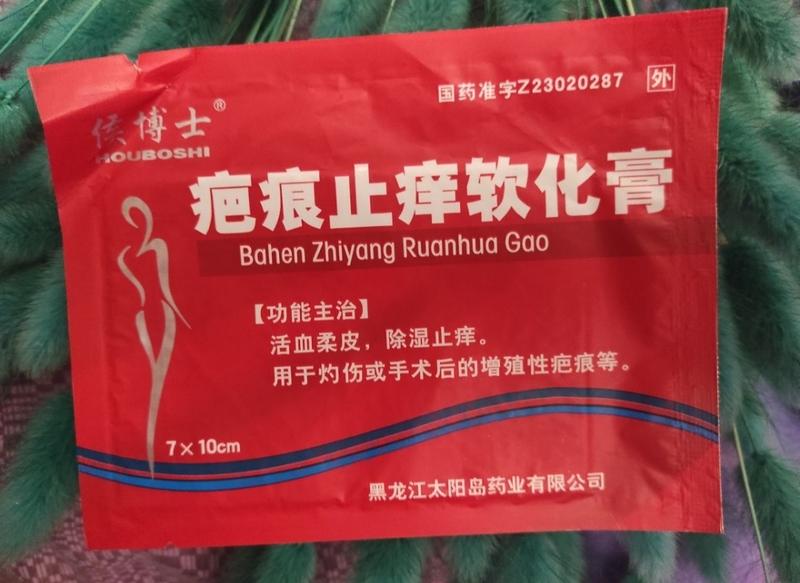 国药准字Z23020287 外
侯博士®
HOUBOSHI
疤痕止痒软化膏
Bahen Zhiyang Ruanhua Gao
【功能主治】
活血柔皮，除湿止痒。
用于灼伤或手术后的增殖性疤痕等。
7×10cm
黑龙江太阳岛药业有限公司